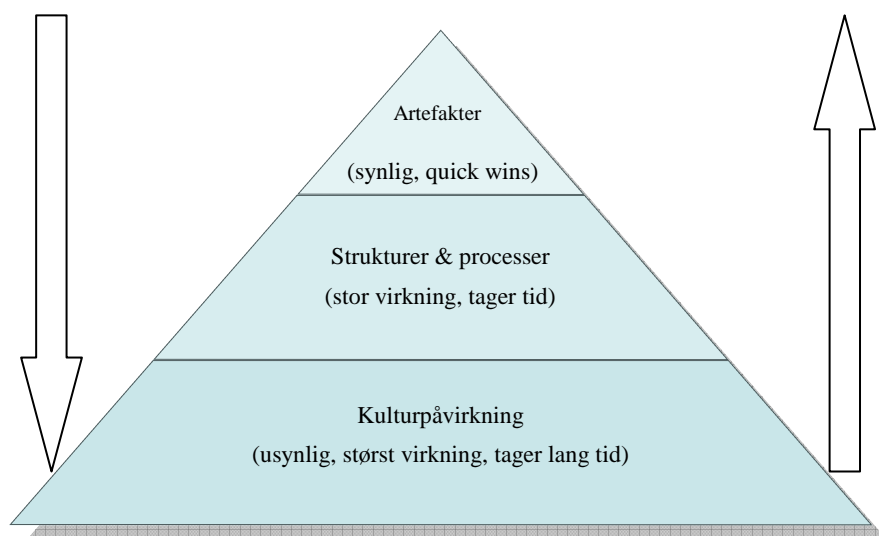 Artefakter
(synlig, quick wins)
Strukturer & processer
(stor virkning, tager tid)
Kulturpåvirkning
(usynlig, størst virkning, tager lang tid)